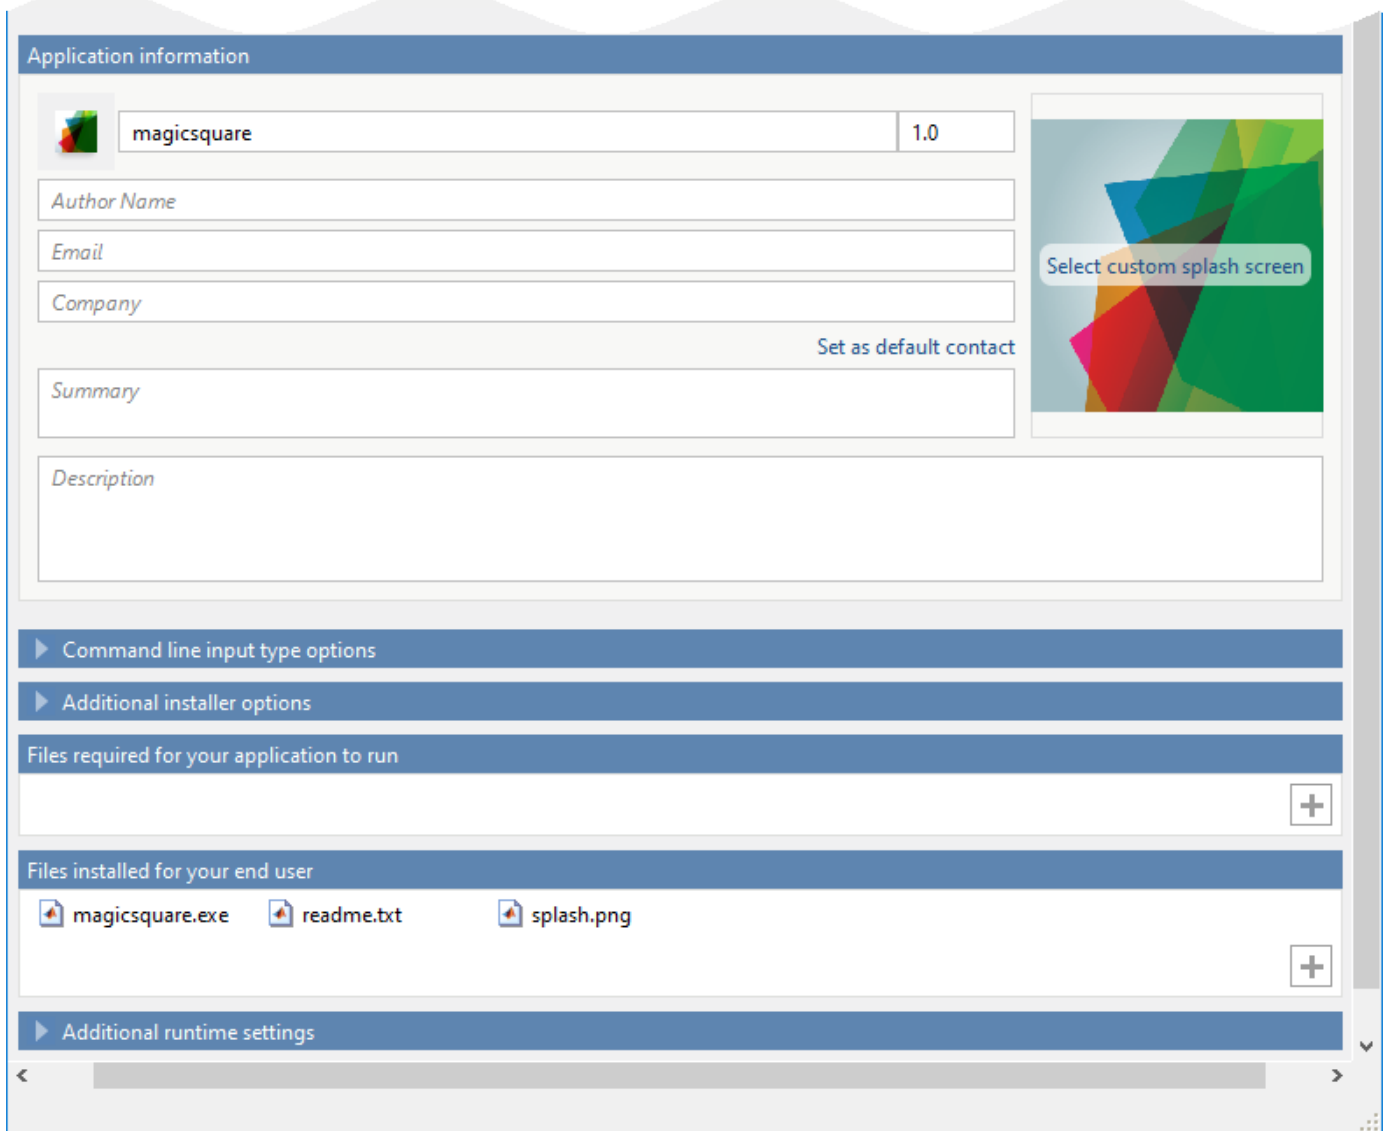 Application information
magicsquare 1.0
Author Name
Email
Select custom splash screen
Company
Set as default contact
Summary
Description
Command line input type options
Additional installer options
Files required for your application to run
Files installed for your end user
magicsquare.exe readme.txt splash.png
Additional runtime settings